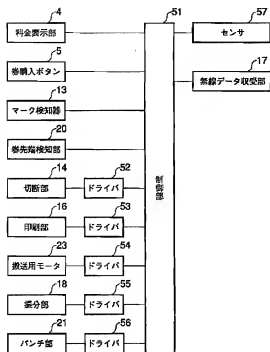 4
料金表示部
5
券購入ボタン
13
マーク検知器
20
券先端検知部
14
切断部
52
ドライバ
16
印刷部
53
ドライバ
23
搬送用モータ
54
ドライバ
18
振分部
55
ドライバ
21
パンチ部
56
ドライバ
51
制御部
57
センサ
17
無線データ収受部